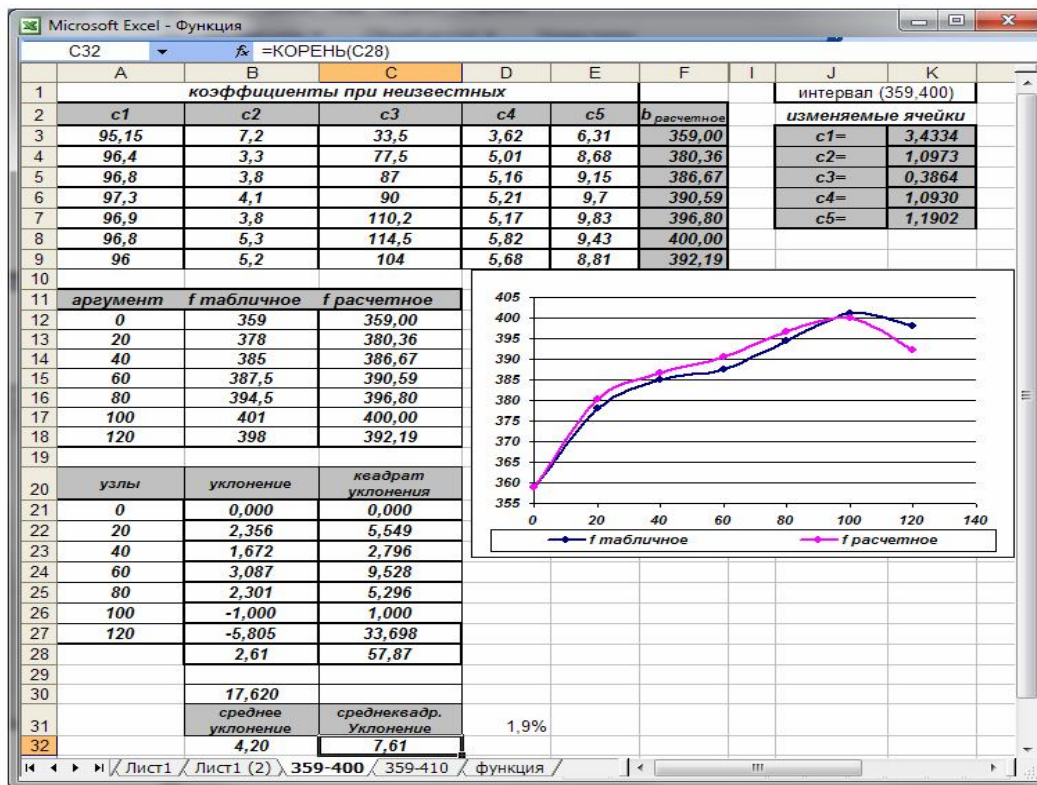 Microsoft Excel - Функция
C32 fx =КОРЕНЬ(C28)
A B C D E F I J K
1 коэффициенты при неизвестных интервал (359,400)
2 c1 c2 c3 c4 c5 b расчетное изменяемые ячейки
3 95,15 7,2 33,5 3,62 6,31 359,00 c1= 3,4334
4 96,4 3,3 77,5 5,01 8,68 380,36 c2= 1,0973
5 96,8 3,8 87 5,16 9,15 386,67 c3= 0,3864
6 97,3 4,1 90 5,21 9,7 390,59 c4= 1,0930
7 96,9 3,8 110,2 5,17 9,83 396,80 c5= 1,1902
8 96,8 5,3 114,5 5,82 9,43 400,00
9 96 5,2 104 5,68 8,81 392,19
10
11 аргумент f табличное f расчетное
12 0 359 359,00
13 20 378 380,36
14 40 385 386,67
15 60 387,5 390,59
16 80 394,5 396,80
17 100 401 400,00
18 120 398 392,19
19
20 узлы уклонение квадрат уклонения
21 0 0,000 0,000
22 20 2,356 5,549
23 40 1,672 2,796
24 60 3,087 9,528
25 80 2,301 5,296
26 100 -1,000 1,000
27 120 -5,805 33,698
28 2,61 57,87
29
30 17,620
31 среднее уклонение среднеквадр. Уклонение 1,9%
32 4,20 7,61
405
400
395
390
385
380
375
370
365
360
355
0 20 40 60 80 100 120 140
f табличное f расчетное
Лист1 Лист1 (2) 359-400 359-410 функция